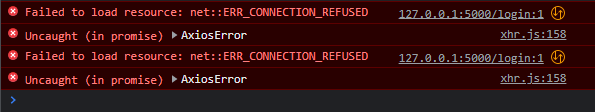 Failed to load resource: net::ERR_CONNECTION_REFUSED 127.0.0.1:5000/login:1
Uncaught (in promise) ▶AxiosError xhr.js:158
Failed to load resource: net::ERR_CONNECTION_REFUSED 127.0.0.1:5000/login:1
Uncaught (in promise) ▶AxiosError xhr.js:158